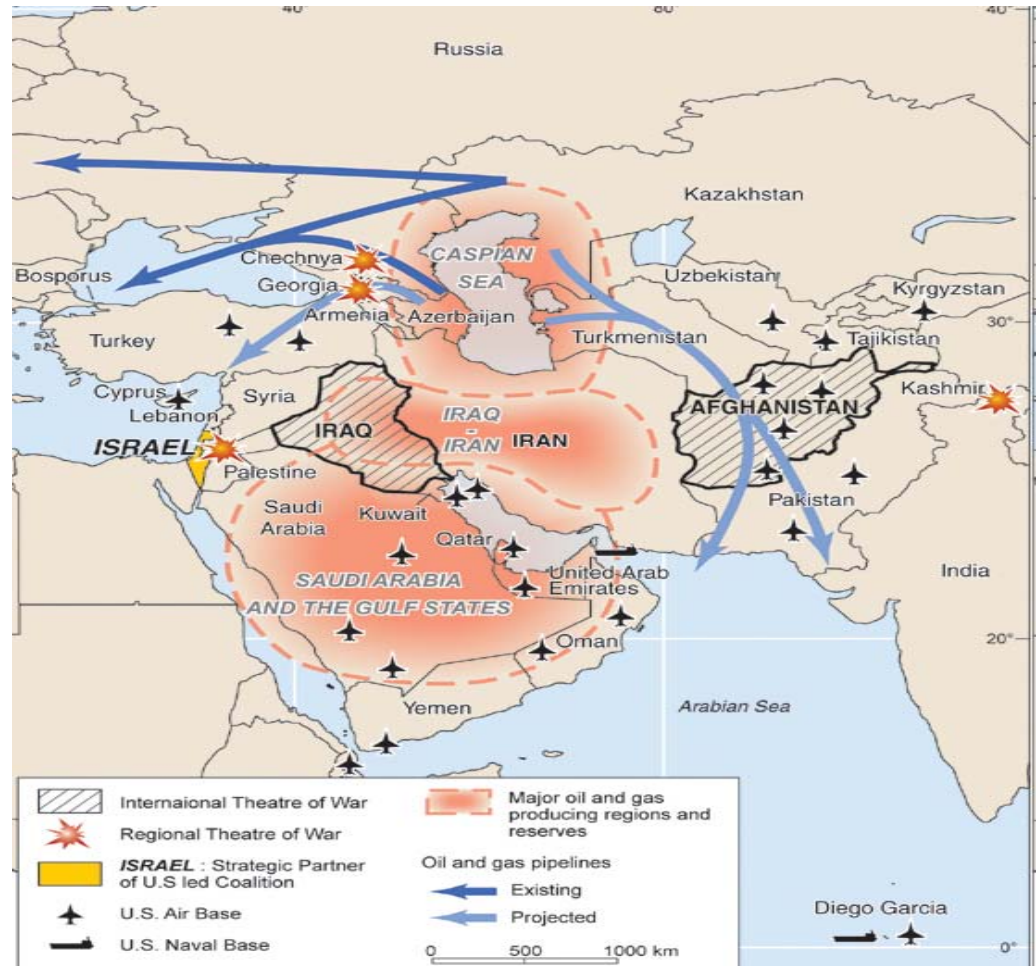 40°
60
40°
Russia
Kazakhstan
CASPIAN
SEA
Chechnya
Bosporus
Georgia
Uzbekistan
Kyrgyzstan
Armenia
Azerbaijan
30°
Turkey
Turkmenistan
Tajikistan
Cyprus
Syria
Kashmir
Lebanon
AFGHANISTAN
IRAQ
IRAQ
- IRAN
IRAN
ISRAEL
Palestine
Pakistan
Saudi
Arabia
Kuwait
Qatar
India
SAUDI ARABIA
AND THE GULF STATES
United Arab
Emirates
Oman
20°
Yemen
Arabian Sea
Internaional Theatre of War
Regional Theatre of War
ISRAEL : Strategic Partner
of U.S led Coalition
U.S. Air Base
U.S. Naval Base
Major oil and gas
producing regions and
reserves
Oil and gas pipelines
Existing
Projected
0 500 1000 km
Diego Garcia
0°